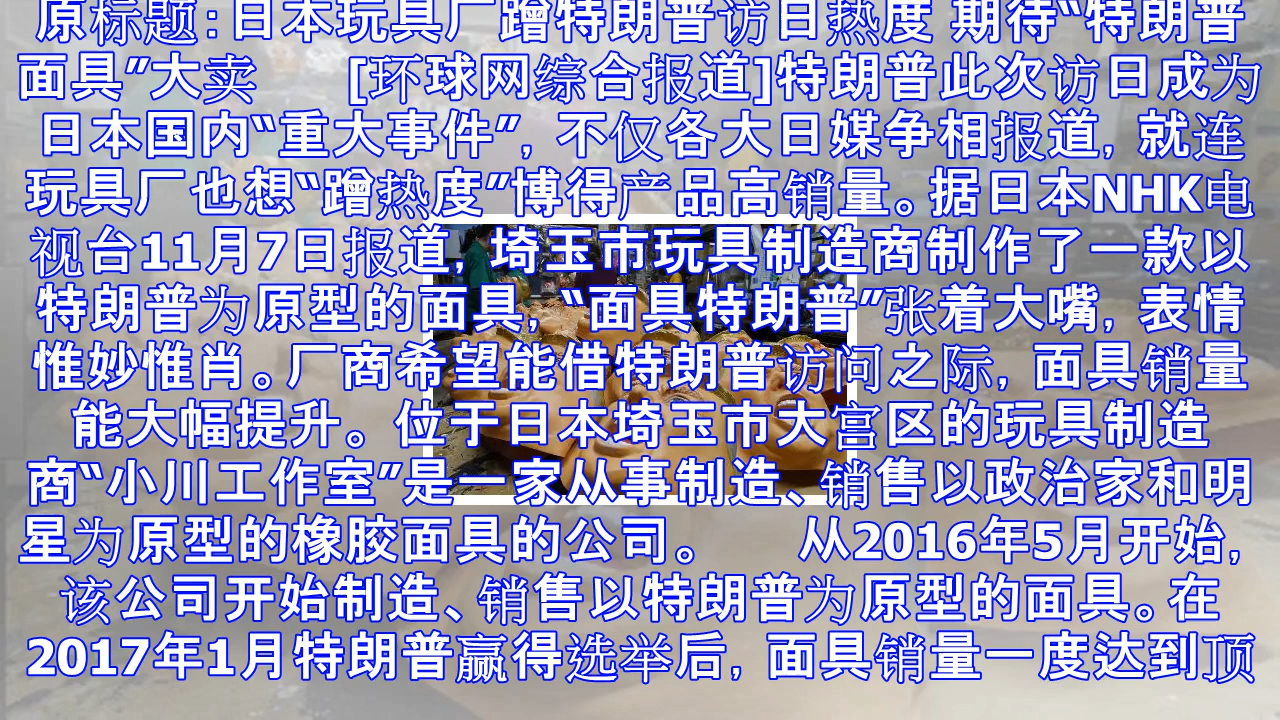 原标题:日本玩具厂蹭特朗普访日热度 期待“特朗普
面具”大卖　　[环球网综合报道]特朗普此次访日成为
日本国内“重大事件”, 不仅各大日媒争相报道, 就连
玩具厂也想“蹭热度”博得产品高销量。据日本NHK电
视台11月7日报道, 埼玉市玩具制造商制作了一款以
特朗普为原型的面具, “面具特朗普”张着大嘴, 表情
惟妙惟肖。厂商希望能借特朗普访问之际, 面具销量
能大幅提升。位于日本埼玉市大宫区的玩具制造
商“小川工作室”是一家从事制造、销售以政治家和明
星为原型的橡胶面具的公司。　　从2016年5月开始,
该公司开始制造、销售以特朗普为原型的面具。在
2017年1月特朗普赢得选举后, 面具销量一度达到顶